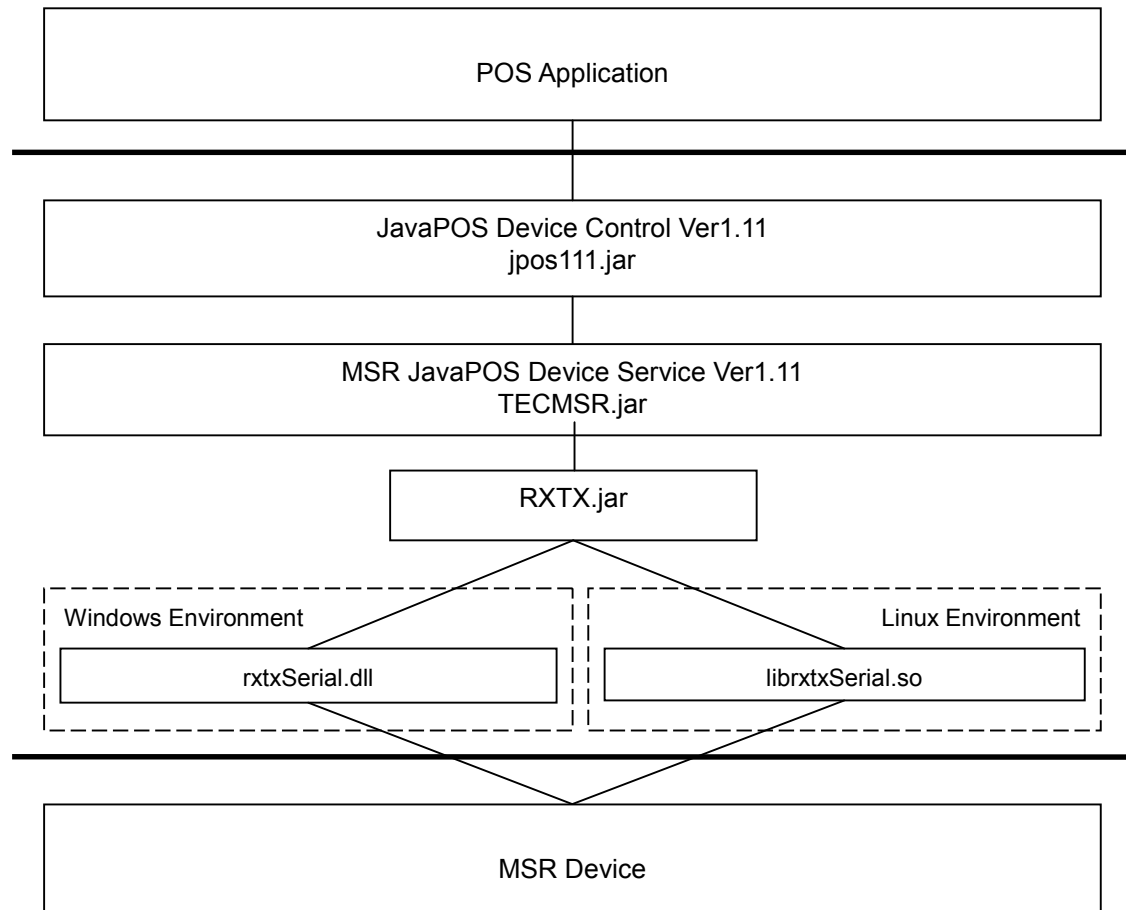 POS Application
JavaPOS Device Control Ver1.11
jpos111.jar
MSR JavaPOS Device Service Ver1.11
TECMSR.jar
RXTX.jar
Windows Environment
Linux Environment
rxtxSerial.dll
librxtxSerial.so
MSR Device